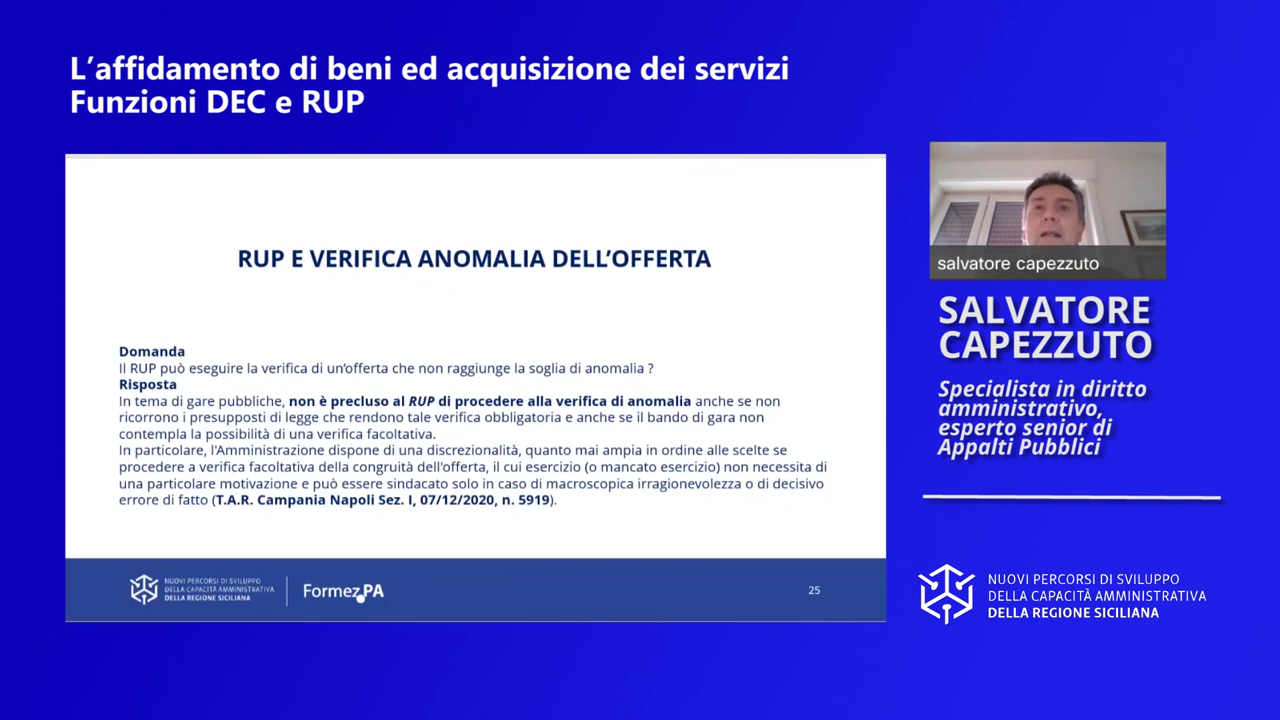 L’affidamento di beni ed acquisizione dei servizi
Funzioni DEC e RUP
RUP E VERIFICA ANOMALIA DELL’OFFERTA
Domanda
Il RUP può eseguire la verifica di un’offerta che non raggiunge la soglia di anomalia ?
Risposta
In tema di gare pubbliche, non è precluso al RUP di procedere alla verifica di anomalia anche se non
ricorrono i presupposti di legge che rendono tale verifica obbligatoria e anche se il bando di gara non
contempla la possibilità di una verifica facoltativa.
In particolare, l'Amministrazione dispone di una discrezionalità, quanto mai ampia in ordine alle scelte se
procedere a verifica facoltativa della congruità dell'offerta, il cui esercizio (o mancato esercizio) non necessita di
una particolare motivazione e può essere sindacato solo in caso di macroscopica irragionevolezza o di decisivo
errore di fatto (T.A.R. Campania Napoli Sez. I, 07/12/2020, n. 5919).
NUOVI PERCORSI DI SVILUPPO
DELLA CAPACITÀ AMMINISTRATIVA
DELLA REGIONE SICILIANA
Formez PA
25
salvatore capezzuto
SALVATORE
CAPEZZUTO
Specialista in diritto
amministrativo,
esperto senior di
Appalti Pubblici
NUOVI PERCORSI DI SVILUPPO
DELLA CAPACITÀ AMMINISTRATIVA
DELLA REGIONE SICILIANA